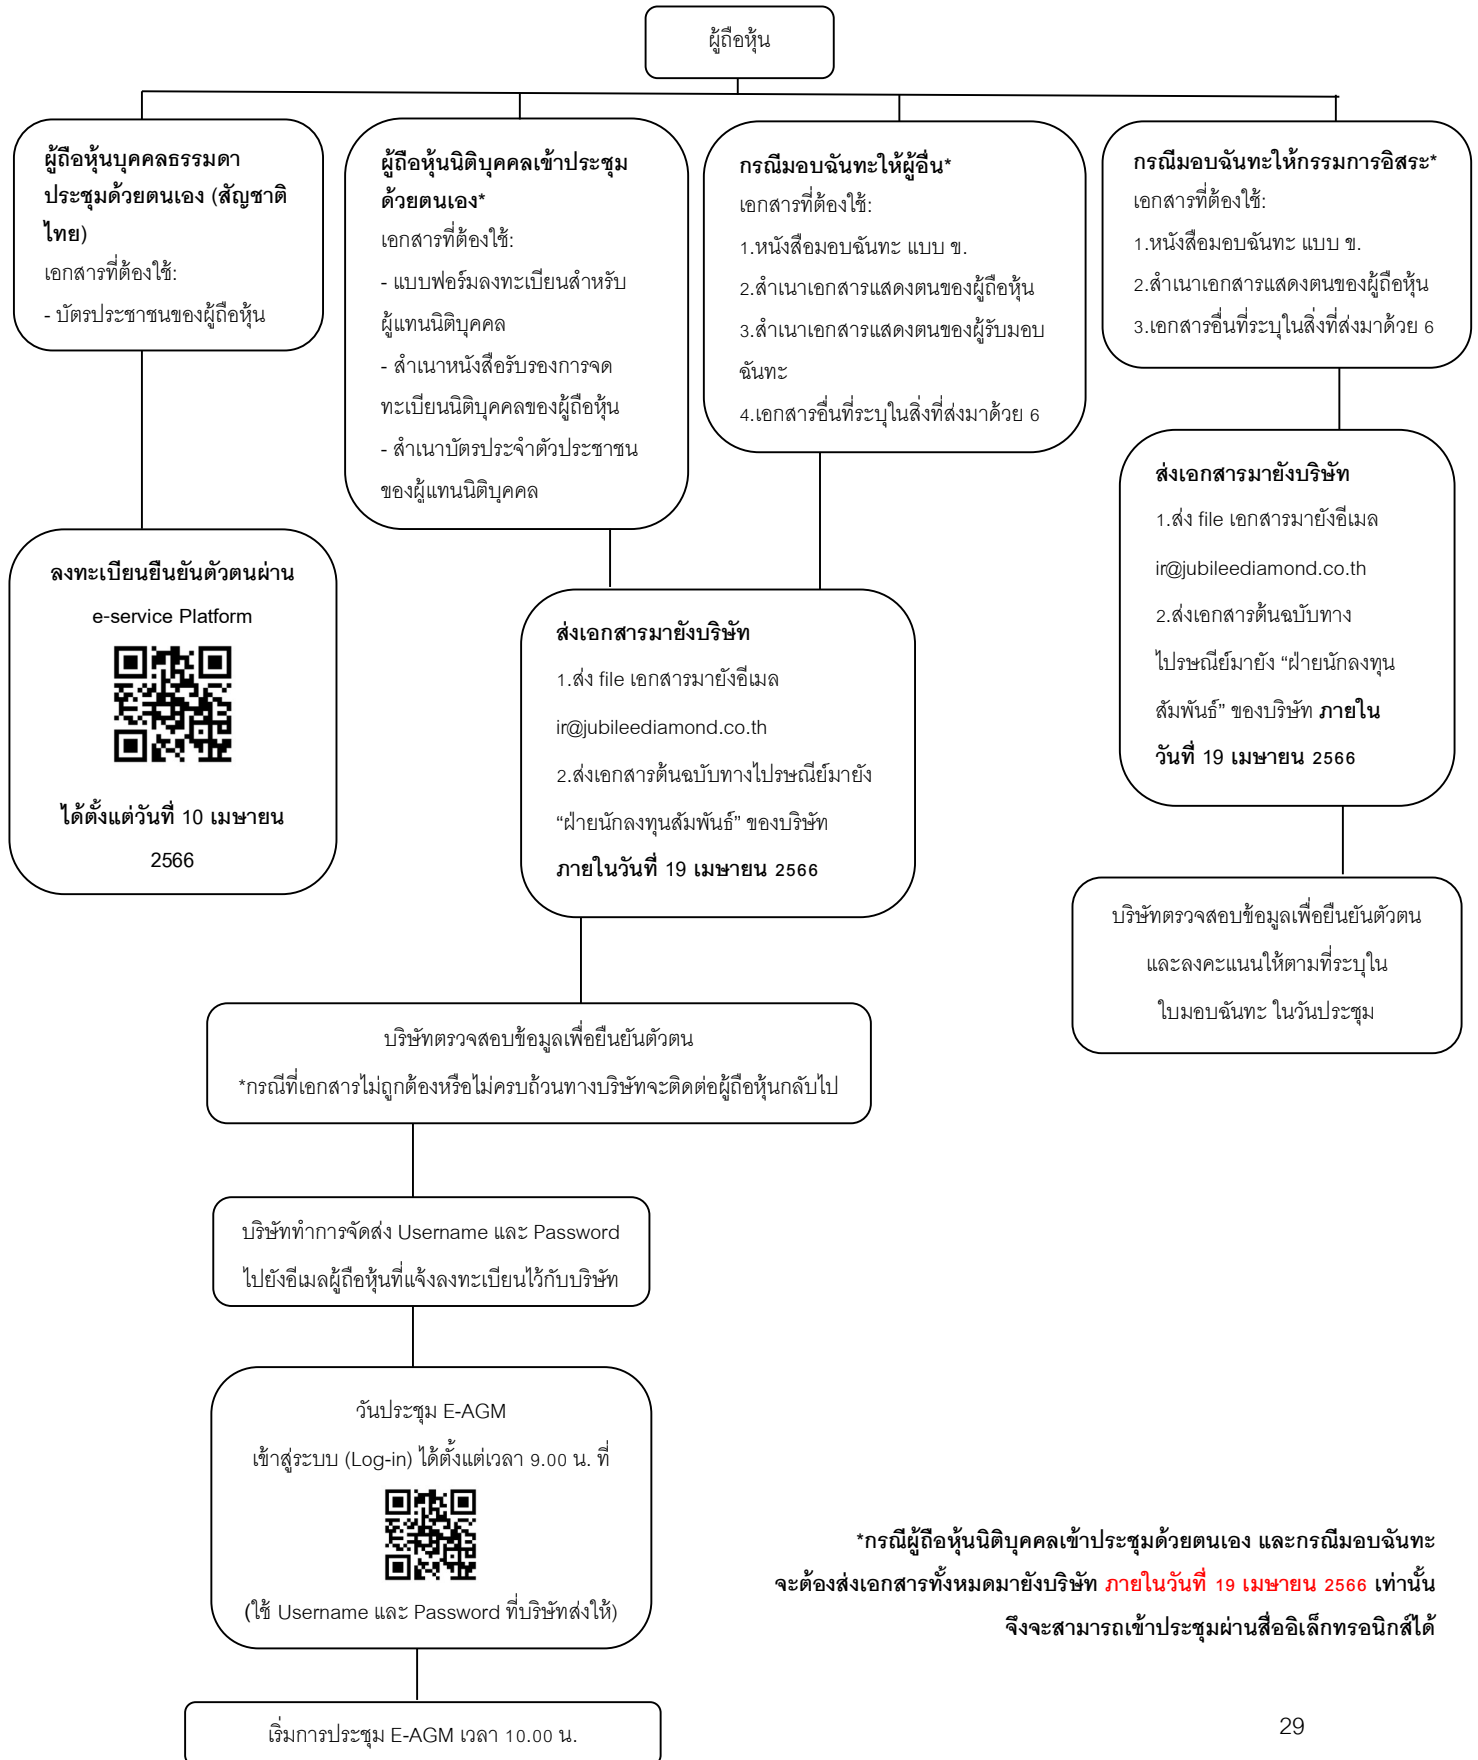 ผู้ถือหุ้น
ผู้ถือหุ้นบุคคลธรรมดา
ประชุมด้วยตนเอง (สัญชาติ
ไทย)
เอกสารที่ต้องใช้:
- บัตรประชาชนของผู้ถือหุ้น
ผู้ถือหุ้นนิติบุคคลเข้าประชุม
ด้วยตนเอง*
เอกสารที่ต้องใช้:
- แบบฟอร์มลงทะเบียนสำหรับ
ผู้แทนนิติบุคคล
- สำเนาหนังสือรับรองการจด
ทะเบียนนิติบุคคลของผู้ถือหุ้น
- สำเนาบัตรประจำตัวประชาชน
ของผู้แทนนิติบุคคล
กรณีมอบฉันทะให้ผู้อื่น*
เอกสารที่ต้องใช้:
1.หนังสือมอบฉันทะ แบบ ข.
2.สำเนาเอกสารแสดงตนของผู้ถือหุ้น
3.สำเนาเอกสารแสดงตนของผู้รับมอบ
ฉันทะ
4.เอกสารอื่นที่ระบุในสิ่งที่ส่งมาด้วย 6
กรณีมอบฉันทะให้กรรมการอิสระ*
เอกสารที่ต้องใช้:
1.หนังสือมอบฉันทะ แบบ ข.
2.สำเนาเอกสารแสดงตนของผู้ถือหุ้น
3.เอกสารอื่นที่ระบุในสิ่งที่ส่งมาด้วย 6
ลงทะเบียนยืนยันตัวตนผ่าน
e-service Platform
ได้ตั้งแต่วันที่ 10 เมษายน
2566
ส่งเอกสารมายังบริษัท
1.ส่ง file เอกสารมายังอีเมล
ir@jubileediamond.co.th
2.ส่งเอกสารต้นฉบับทางไปรษณีย์มายัง
“ฝ่ายนักลงทุนสัมพันธ์” ของบริษัท
ภายในวันที่ 19 เมษายน 2566
ส่งเอกสารมายังบริษัท
1.ส่ง file เอกสารมายังอีเมล
ir@jubileediamond.co.th
2.ส่งเอกสารต้นฉบับทาง
ไปรษณีย์มายัง “ฝ่ายนักลงทุน
สัมพันธ์” ของบริษัท ภายใน
วันที่ 19 เมษายน 2566
บริษัทตรวจสอบข้อมูลเพื่อยืนยันตัวตน
และลงคะแนนให้ตามที่ระบุใน
ใบมอบฉันทะ ในวันประชุม
บริษัทตรวจสอบข้อมูลเพื่อยืนยันตัวตน
*กรณีที่เอกสารไม่ถูกต้องหรือไม่ครบถ้วนทางบริษัทจะติดต่อผู้ถือหุ้นกลับไป
บริษัททำการจัดส่ง Username และ Password
ไปยังอีเมลผู้ถือหุ้นที่แจ้งลงทะเบียนไว้กับบริษัท
วันประชุม E-AGM
เข้าสู่ระบบ (Log-in) ได้ตั้งแต่เวลา 9.00 น. ที่
(ใช้ Username และ Password ที่บริษัทส่งให้)
เริ่มการประชุม E-AGM เวลา 10.00 น.
*กรณีผู้ถือหุ้นนิติบุคคลเข้าประชุมด้วยตนเอง และกรณีมอบฉันทะ
จะต้องส่งเอกสารทั้งหมดมายังบริษัท ภายในวันที่ 19 เมษายน 2566 เท่านั้น
จึงจะสามารถเข้าประชุมผ่านสื่ออิเล็กทรอนิกส์ได้
29